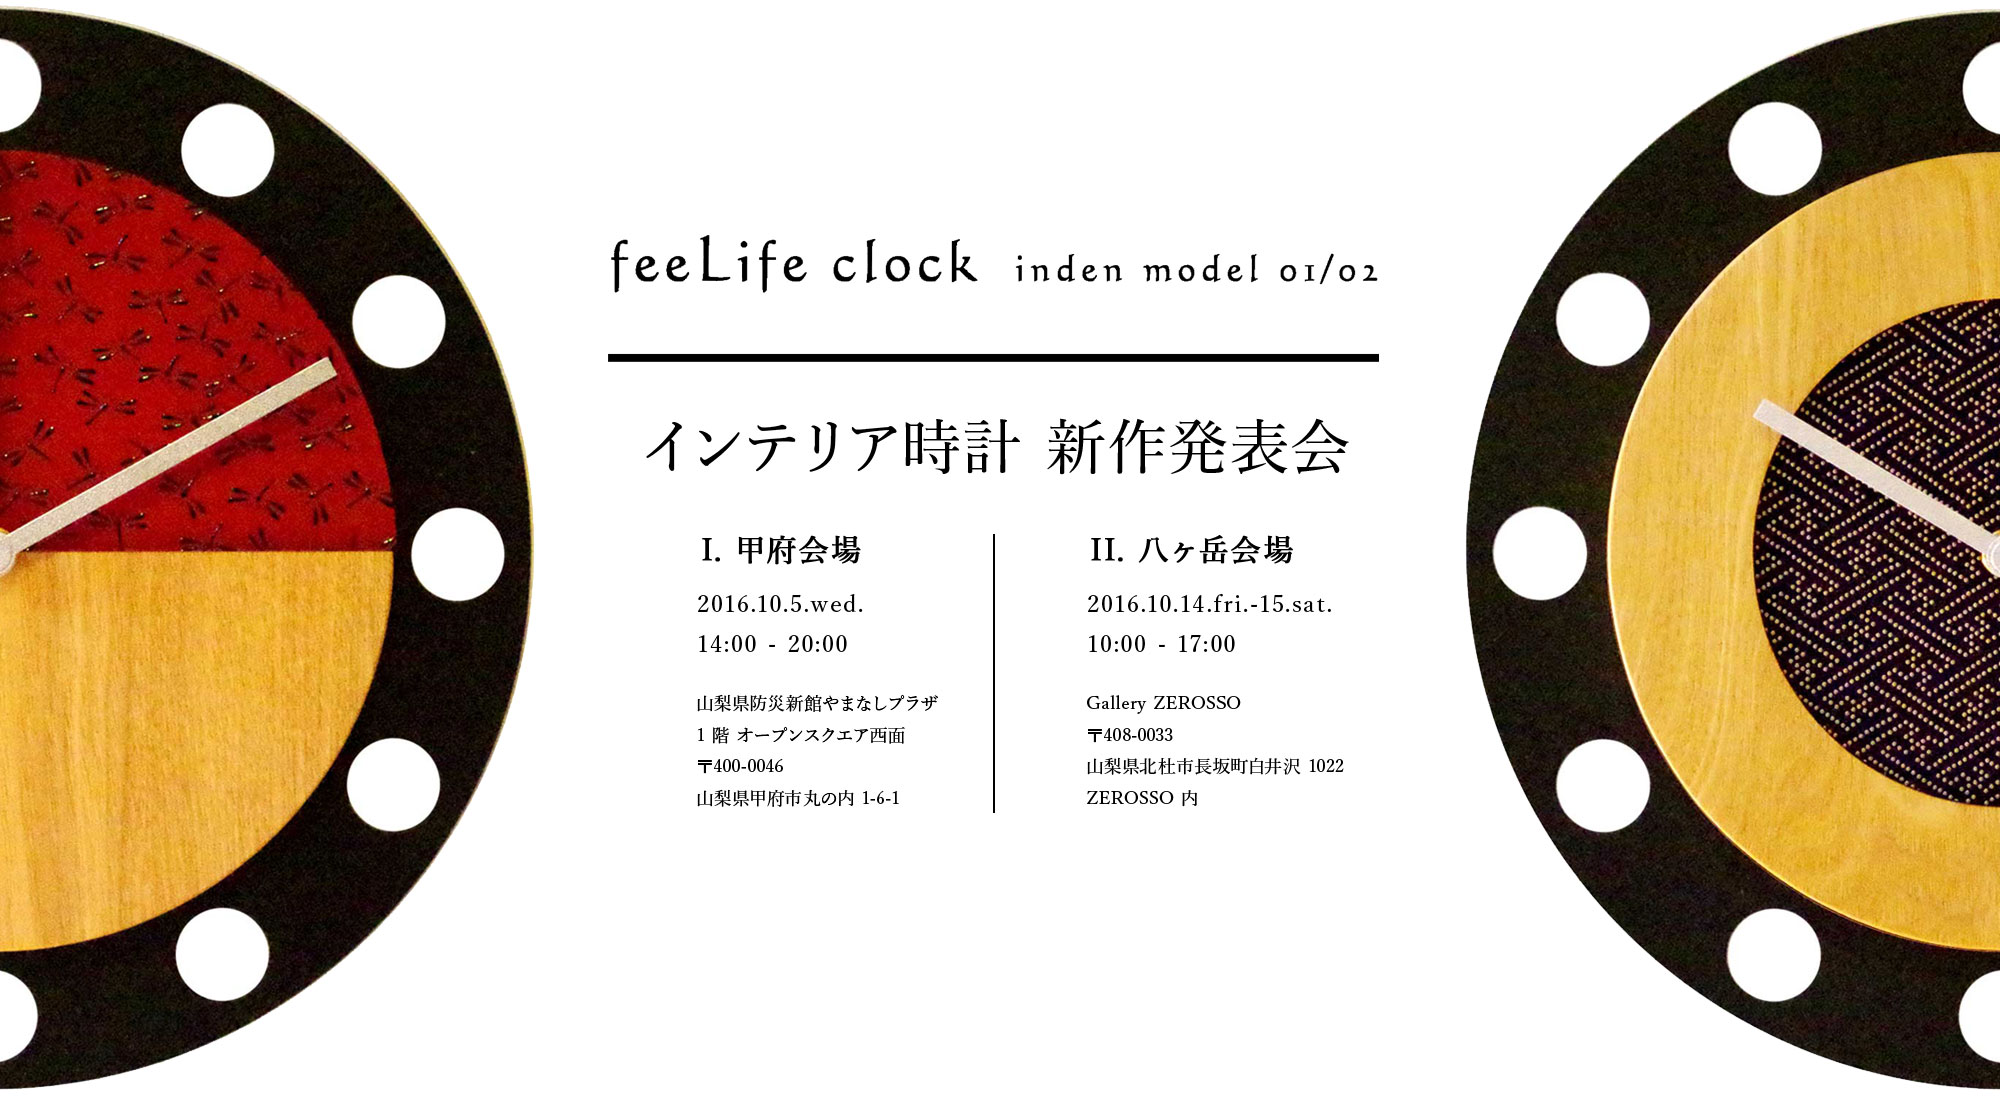 feeLife clock inden model 01/02
インテリア時計 新作発表会
I. 甲府会場
2016.10.5.wed.
14:00 - 20:00
山梨県防災新館やまなしプラザ
1 階 オープンスクエア西面
〒400-0046
山梨県甲府市丸の内 1-6-1
II. 八ヶ岳会場
2016.10.14.fri.-15.sat.
10:00 - 17:00
Gallery ZEROSSO
〒408-0033
山梨県北杜市長坂町白井沢 1022
ZEROSSO 内